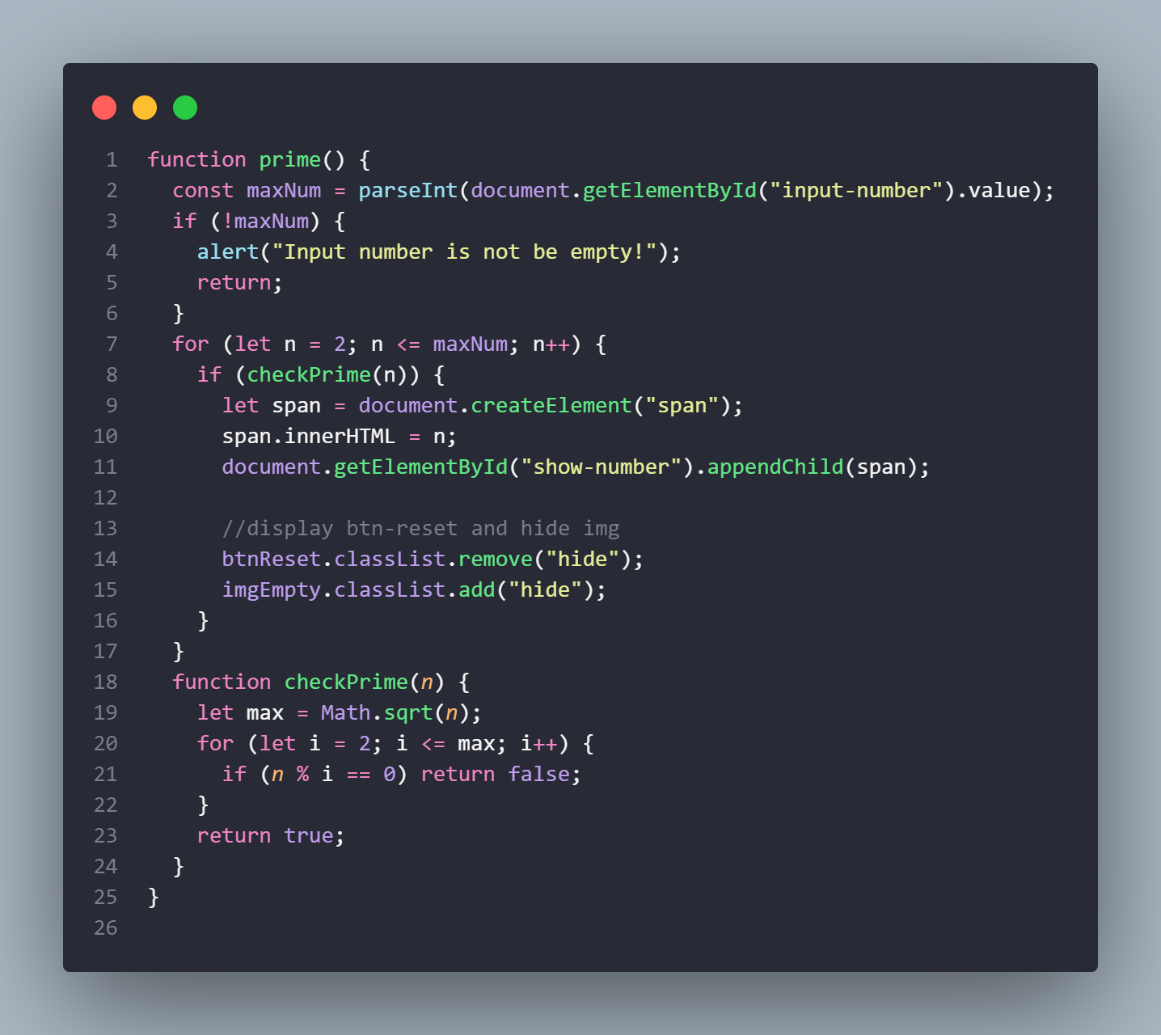 1 function prime() {
2   const maxNum = parseInt(document.getElementById("input-number").value);
3   if (!maxNum) {
4     alert("Input number is not be empty!");
5     return;
6   }
7   for (let n = 2; n <= maxNum; n++) {
8     if (checkPrime(n)) {
9       let span = document.createElement("span");
10       span.innerHTML = n;
11       document.getElementById("show-number").appendChild(span);
12
13       //display btn-reset and hide img
14       btnReset.classList.remove("hide");
15       imgEmpty.classList.add("hide");
16     }
17   }
18   function checkPrime(n) {
19     let max = Math.sqrt(n);
20     for (let i = 2; i <= max; i++) {
21       if (n % i == 0) return false;
22     }
23     return true;
24   }
25 }
26